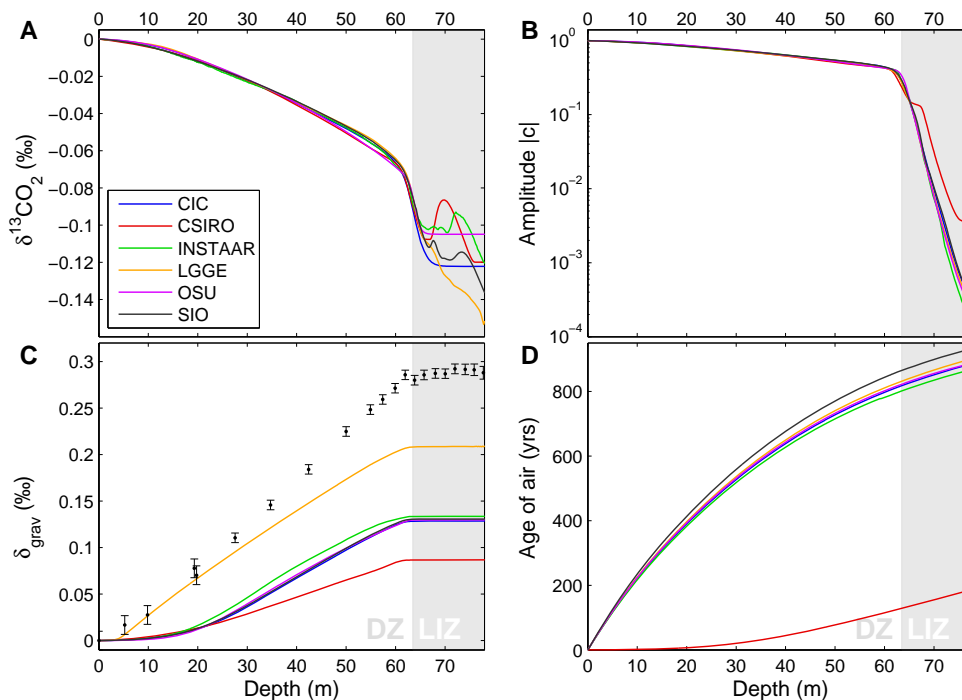 A
B
0 10 20 30 40 50 60 70
0 10 20 30 40 50 60 70
0
−0.02
−0.04
−0.06
−0.08
−0.1
−0.12
−0.14
δ¹³CO₂ (‰)
CIC
CSIRO
INSTAAR
LGGE
OSU
SIO
10⁰
10⁻¹
10⁻²
10⁻³
10⁻⁴
Amplitude |c|
C
D
0.3
0.25
0.2
0.15
0.1
0.05
0
δgrav (‰)
DZ LIZ
0 10 20 30 40 50 60 70
Depth (m)
800
600
400
200
0
Age of air (yrs)
DZ LIZ
0 10 20 30 40 50 60 70
Depth (m)